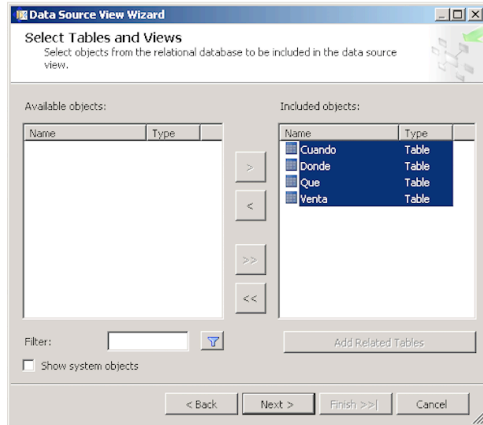 Data Source View Wizard
Select Tables and Views
Select objects from the relational database to be included in the data source
view.
Available objects:
Included objects:
Name Type
Name Type
Cuando Table
Donde Table
Que Table
Venta Table
>
<
>>
<<
Filter:
Add Related Tables
Show system objects
< Back Next > Finish >>| Cancel